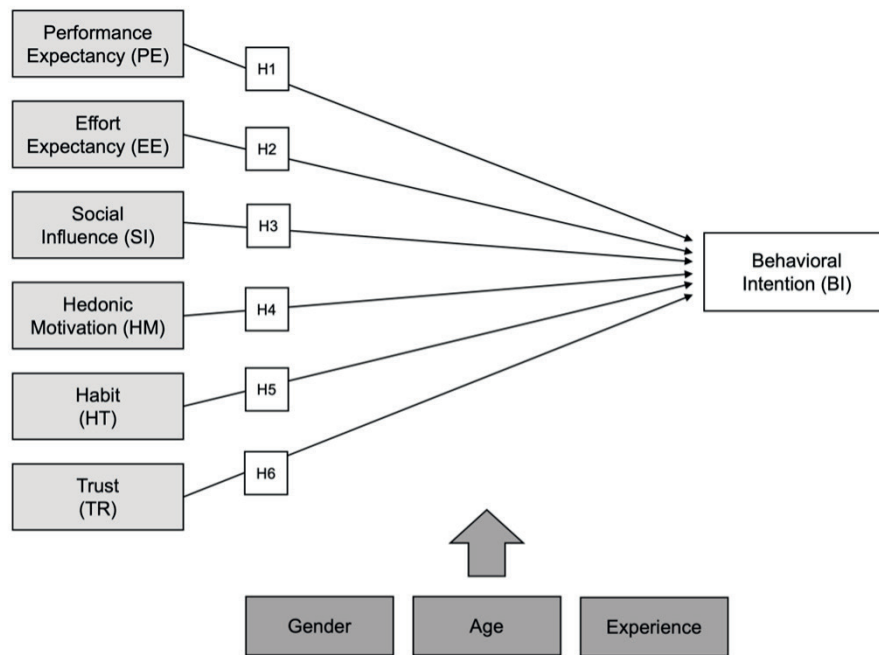 Performance
Expectancy (PE)
H1
Effort
Expectancy (EE)
H2
Social
Influence (SI)
H3
Behavioral
Intention (BI)
Hedonic
Motivation (HM)
H4
Habit
(HT)
H5
Trust
(TR)
H6
Gender
Age
Experience